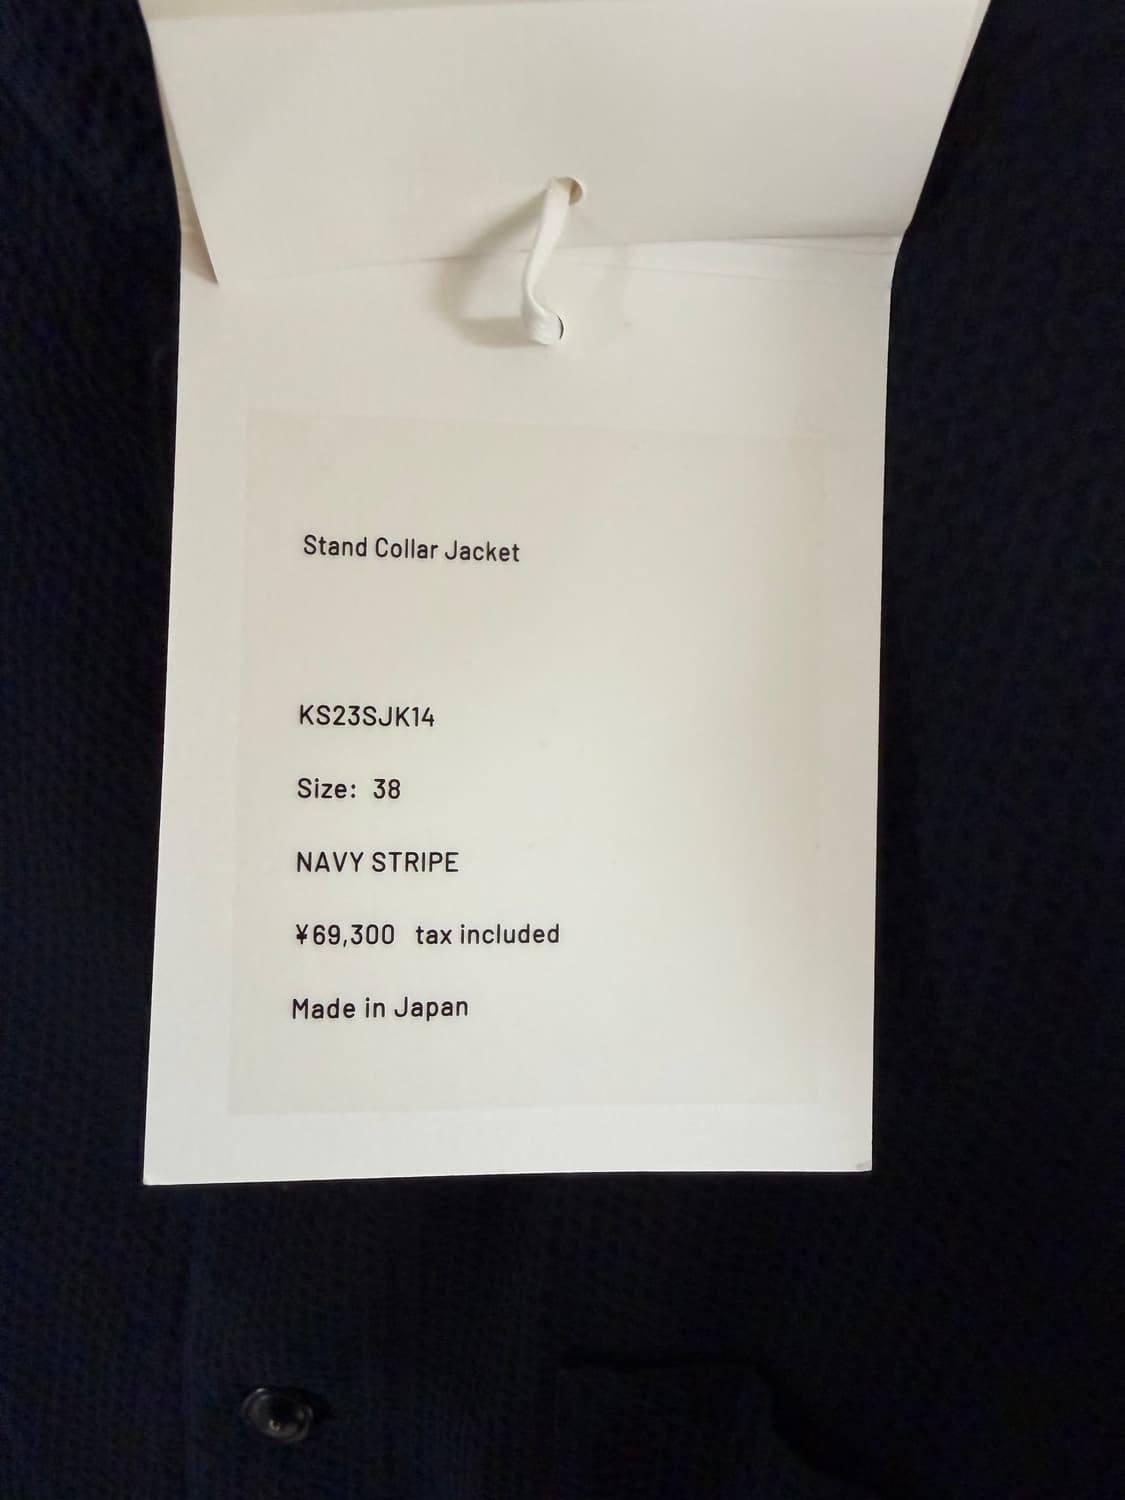 Stand Collar Jacket
KS23SJK14
Size: 38
NAVY STRIPE
¥69,300 tax included
Made in Japan